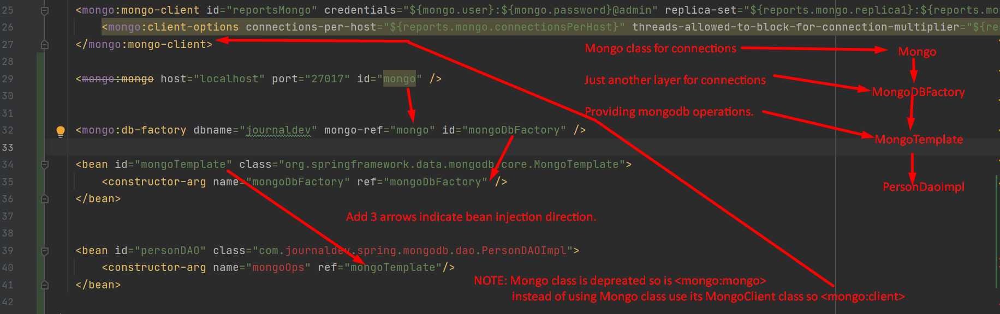 25 <mongo:mongo-client id="reportsMongo" credentials="${mongo.user}:${mongo.password}@admin" replica-set="${reports.mongo.replica1}:${reports.mo
26 <mongo:client-options connections-per-host="${reports.mongo.connectionsPerHost}" threads-allowed-to-block-for-connection-multiplier="${re
27 </mongo:mongo-client>
Mongo class for connections
Mongo
28
29 <mongo:mongo host="localhost" port="27017" id="mongo" />
Just another layer for connections
MongoDBFactory
30
31
Providing mongodb operations.
32 <mongo:db-factory dbname="journaldev" mongo-ref="mongo" id="mongoDbFactory" />
MongoTemplate
33
34 <bean id="mongoTemplate" class="org.springframework.data.mongodb.core.MongoTemplate">
35 <constructor-arg name="mongoDbFactory" ref="mongoDbFactory" />
PersonDaoImpl
36 </bean>
37
Add 3 arrows indicate bean injection direction.
38
39 <bean id="personDAO" class="com.journaldev.spring.mongodb.dao.PersonDAOImpl">
40 <constructor-arg name="mongoOps" ref="mongoTemplate"/>
41 </bean>
NOTE: Mongo class is depreated so is <mongo:mongo>
instead of using Mongo class use its MongoClient class so <mongo:client>
42